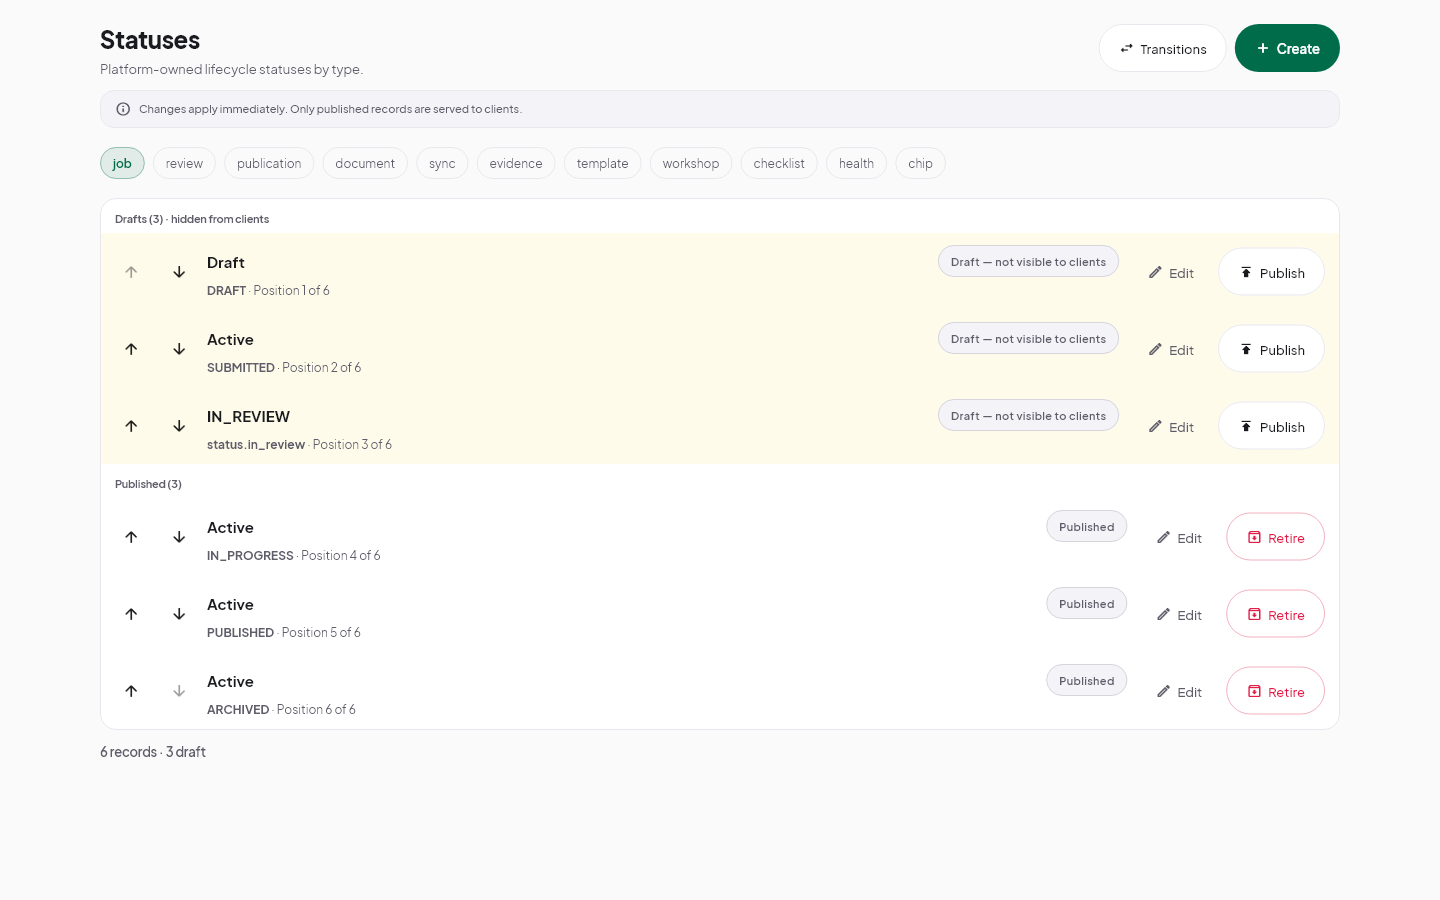 Statuses
Platform-owned lifecycle statuses by type.
Transitions
Create
Changes apply immediately. Only published records are served to clients.
job review publication document sync evidence template workshop checklist health chip
Drafts (3) · hidden from clients
Draft
DRAFT · Position 1 of 6
Draft — not visible to clients
Edit
Publish
Active
SUBMITTED · Position 2 of 6
Draft — not visible to clients
Edit
Publish
IN_REVIEW
status.in_review · Position 3 of 6
Draft — not visible to clients
Edit
Publish
Published (3)
Active
IN_PROGRESS · Position 4 of 6
Published
Edit
Retire
Active
PUBLISHED · Position 5 of 6
Published
Edit
Retire
Active
ARCHIVED · Position 6 of 6
Published
Edit
Retire
6 records · 3 draft